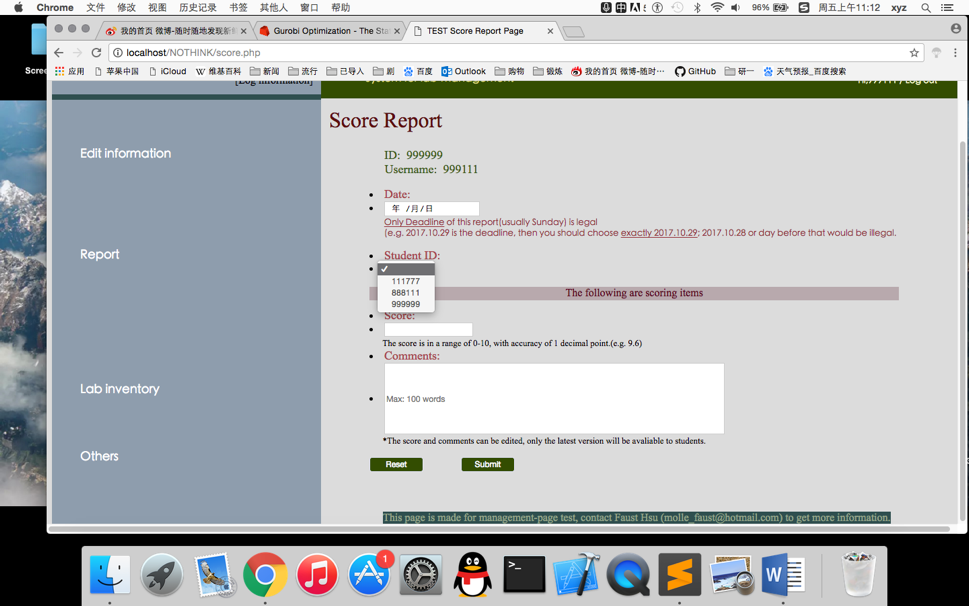 Chrome 文件 修改 视图 历史记录 书签 其他人 窗口 帮助 96% 周五上午11:12 xyz
我的首页 微博-随时随地发现新鲜 Gurobi Optimization - The Sta TEST Score Report Page
localhost/NOTHINK/score.php
应用 苹果中国 iCloud 维基百科 新闻 流行 已导入 剧 百度 Outlook 购物 锻炼 我的首页 微博-随时… GitHub 研一 天气预报_百度搜索
[Log information]
Score Report
ID: 999999
Username: 999111
Edit information
Date:
年 /月/日
Only Deadline of this report(usually Sunday) is legal
(e.g. 2017.10.29 is the deadline, then you should choose exactly 2017.10.29; 2017.10.28 or day before that would be illegal.
Report
Student ID:
✓
111777
888111
999999
The following are scoring items
Score:
The score is in a range of 0-10, with accuracy of 1 decimal point.(e.g. 9.6)
Comments:
Lab inventory
Max: 100 words
*The score and comments can be edited, only the latest version will be avaliable to students.
Others
Reset Submit
This page is made for management-page test, contact Faust Hsu (molle_faust@hotmail.com) to get more information.
1